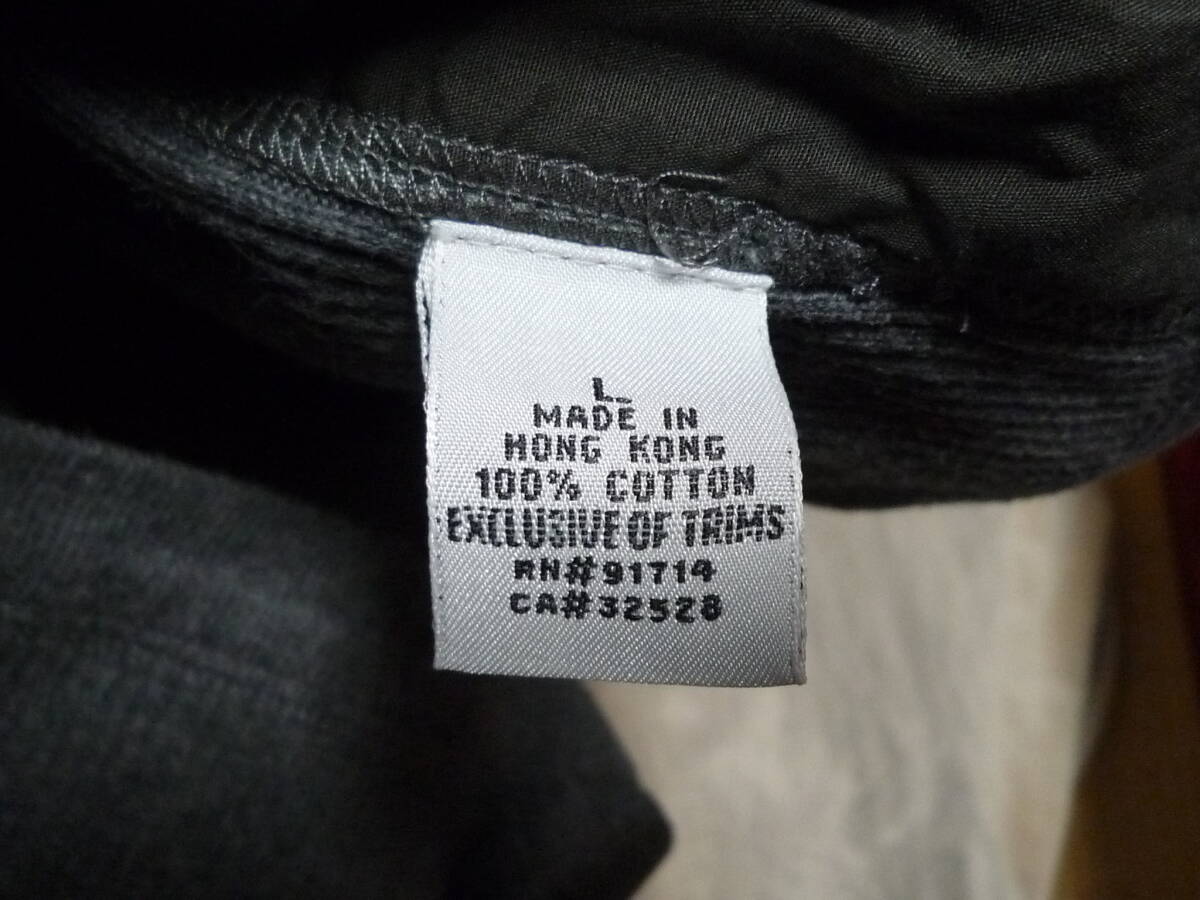 L
MADE IN
HONG KONG
100% COTTON
EXCLUSIVE OF TRIMS
RN#91714
CA#32528